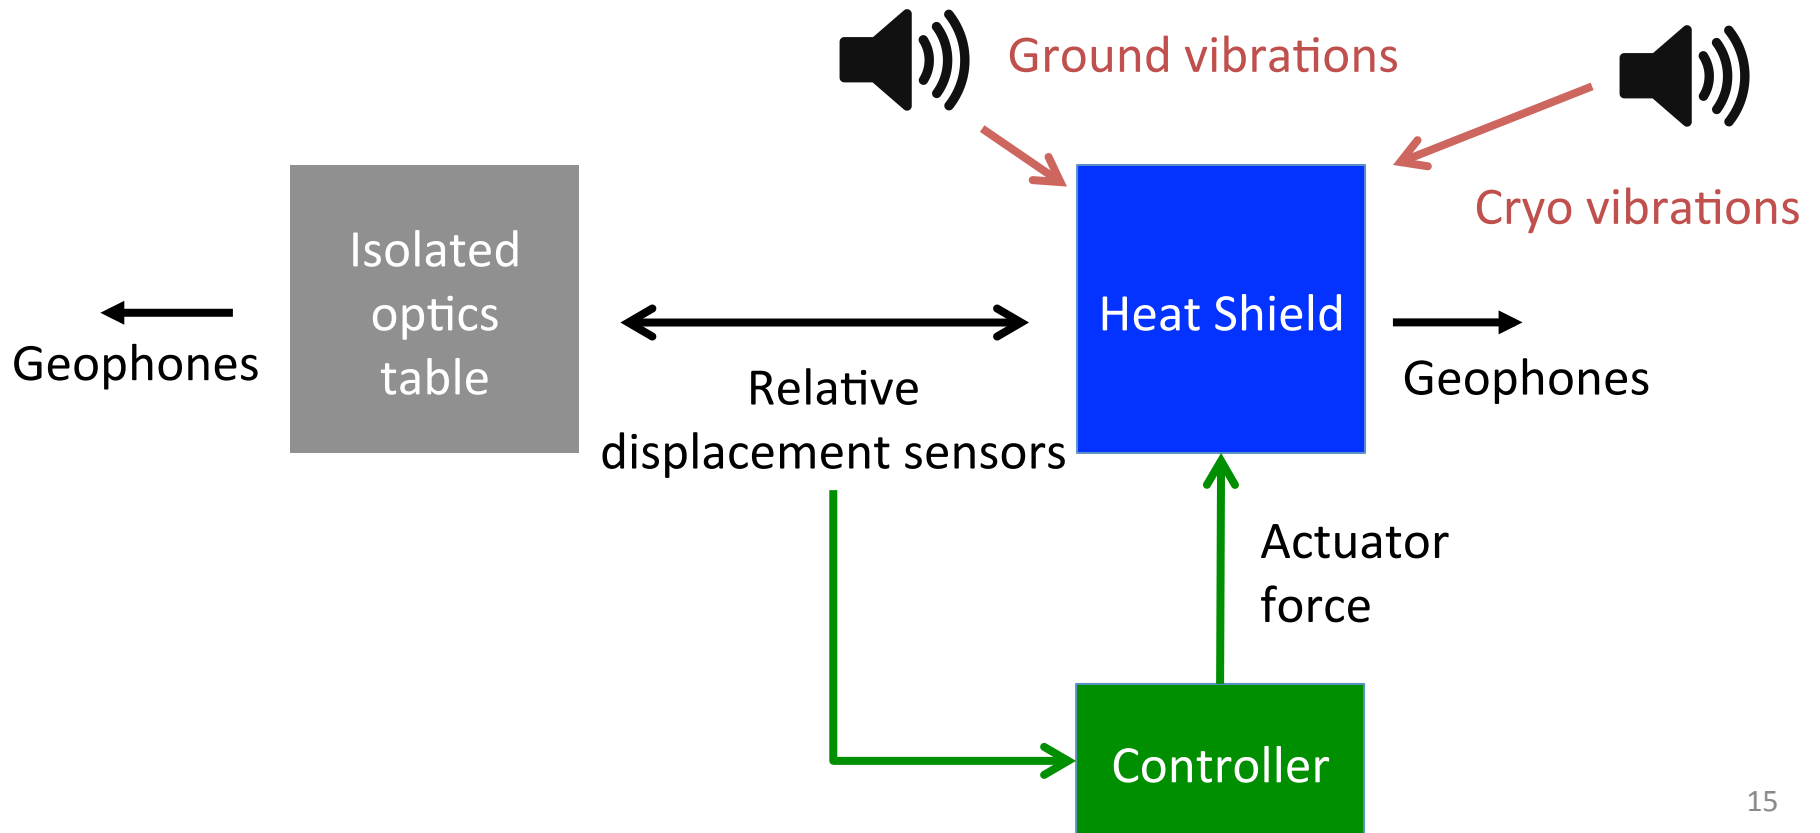 Ground vibrations
Cryo vibrations
Isolated
optics
table
Heat Shield
Geophones
Relative
displacement sensors
Geophones
Actuator
force
Controller
15